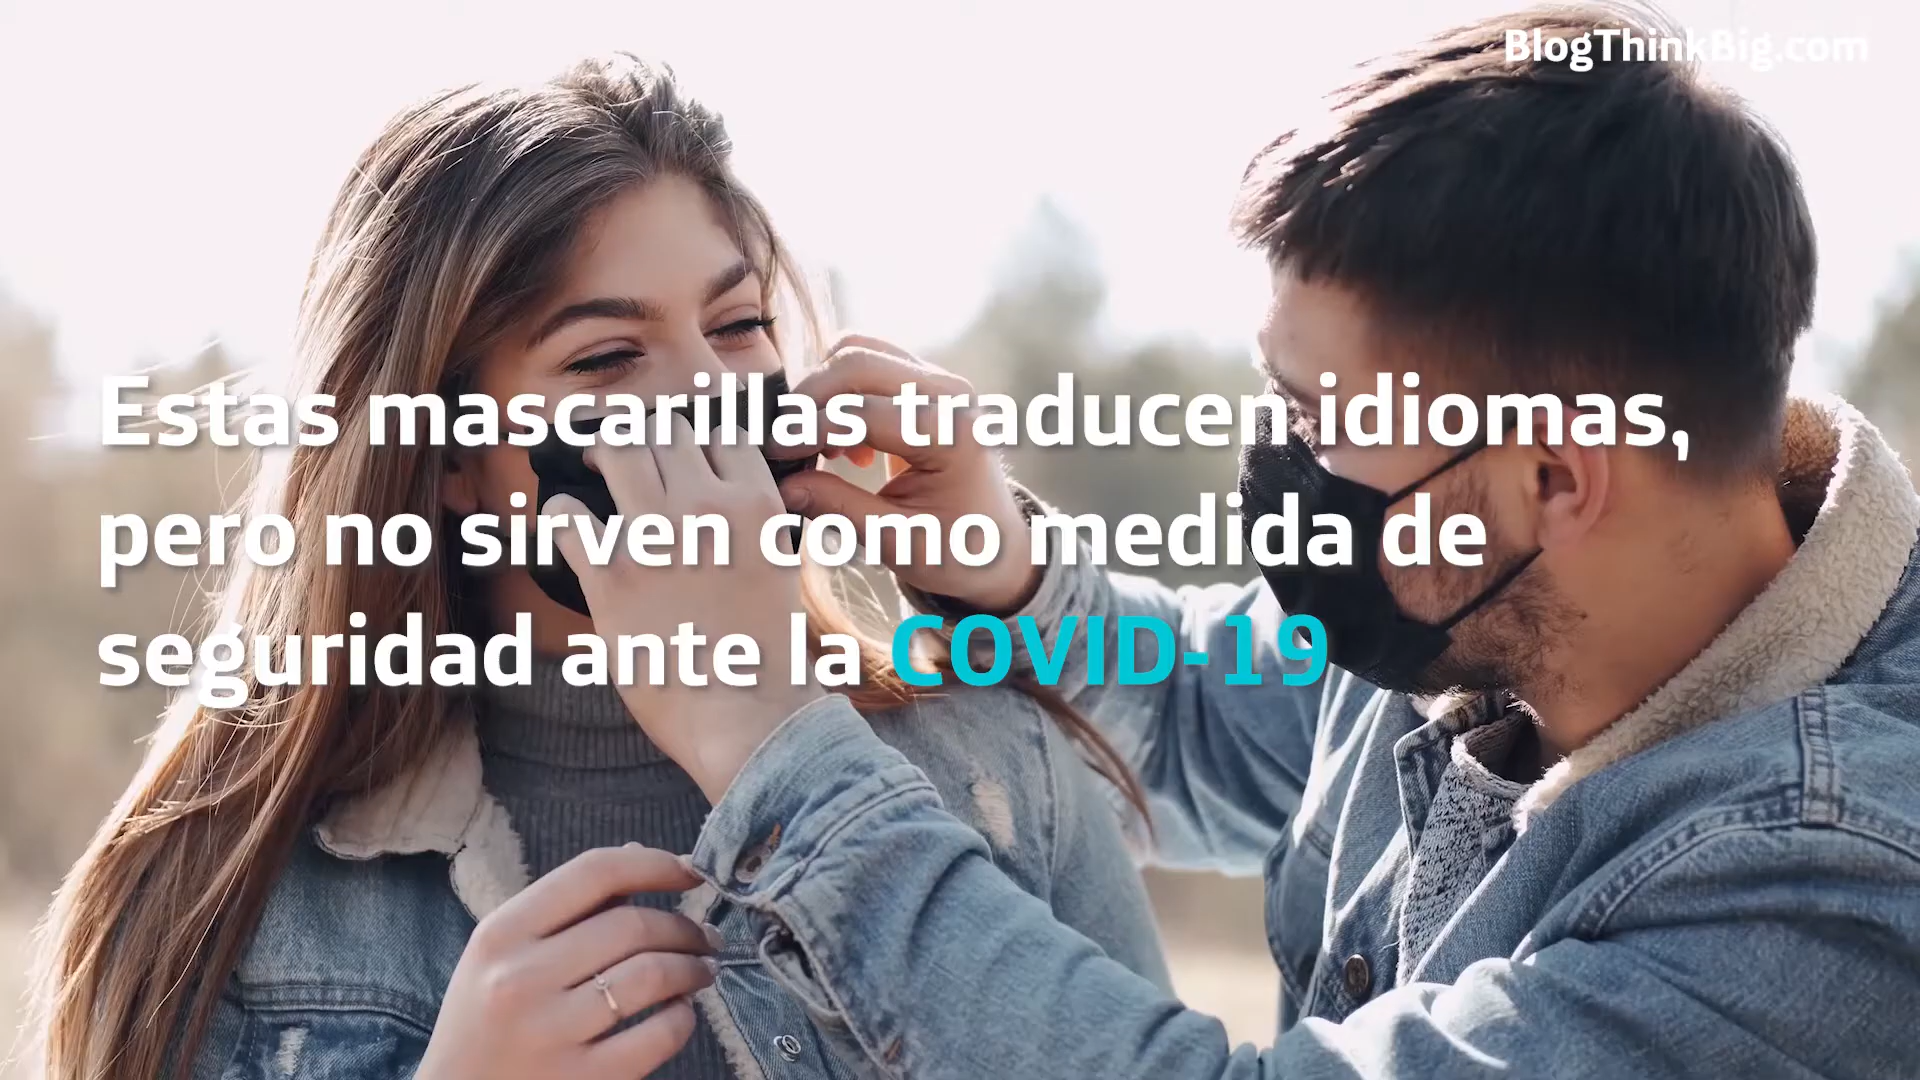 BlogThinkBig.com
Estas mascarillas traducen idiomas,
pero no sirven como medida de
seguridad ante la COVID-19